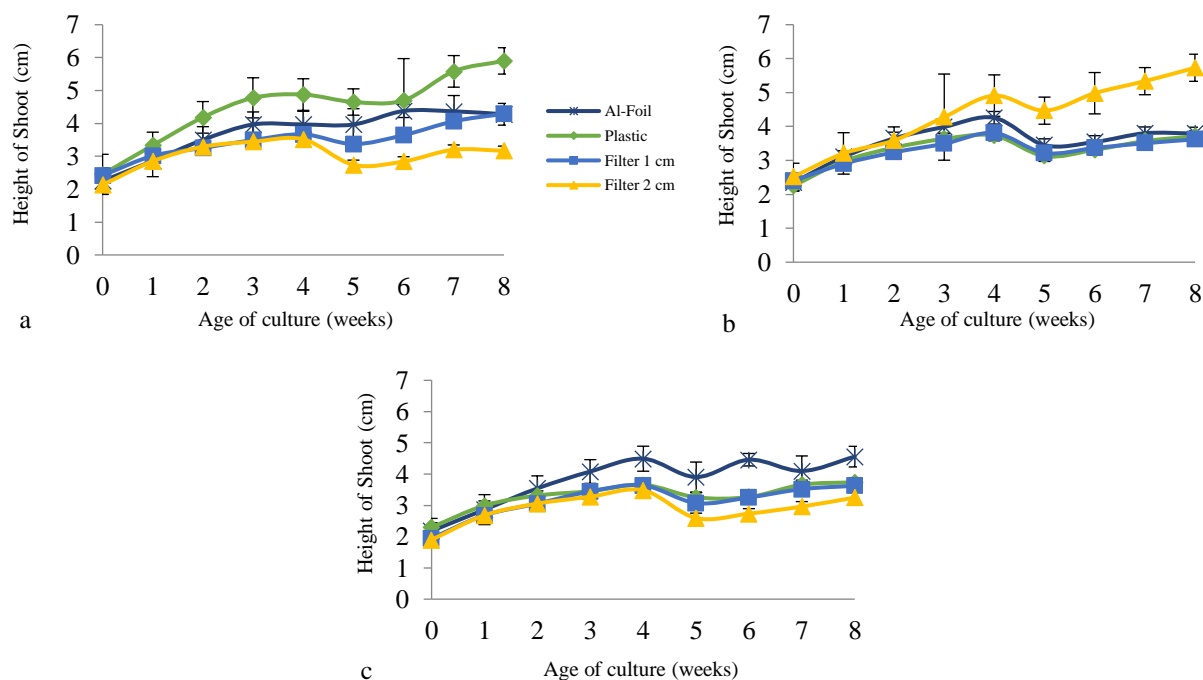 7
6
5
4
3
2
1
0
Height of Shoot (cm)
0 1 2 3 4 5 6 7 8
Age of culture (weeks)
a
Al-Foil
Plastic
Filter 1 cm
Filter 2 cm
7
6
5
4
3
2
1
0
Height of Shoot (cm)
0 1 2 3 4 5 6 7 8
Age of culture (weeks)
b
7
6
5
4
3
2
1
0
Height of Shoot (cm)
0 1 2 3 4 5 6 7 8
Age of culture (weeks)
c